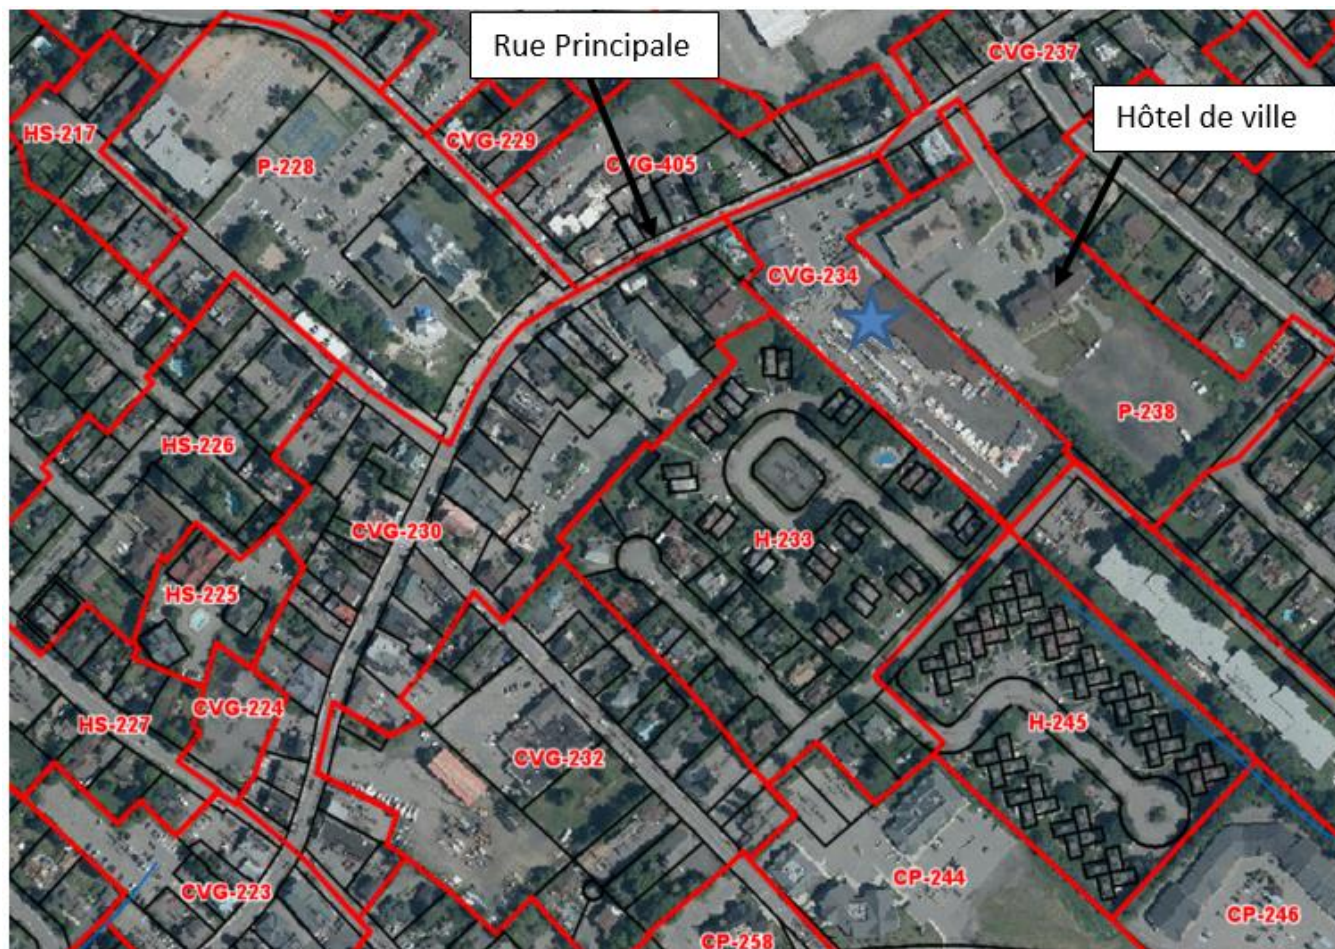 Rue Principale
CVG-237
Hôtel de ville
HS-217
CVG-229
P-228
CVG-405
CVG-234
P-238
HS-226
CVG-230
H-233
HS-225
CVG-224
HS-227
H-245
CVG-232
CVG-223
CP-244
CP-246
CP-258